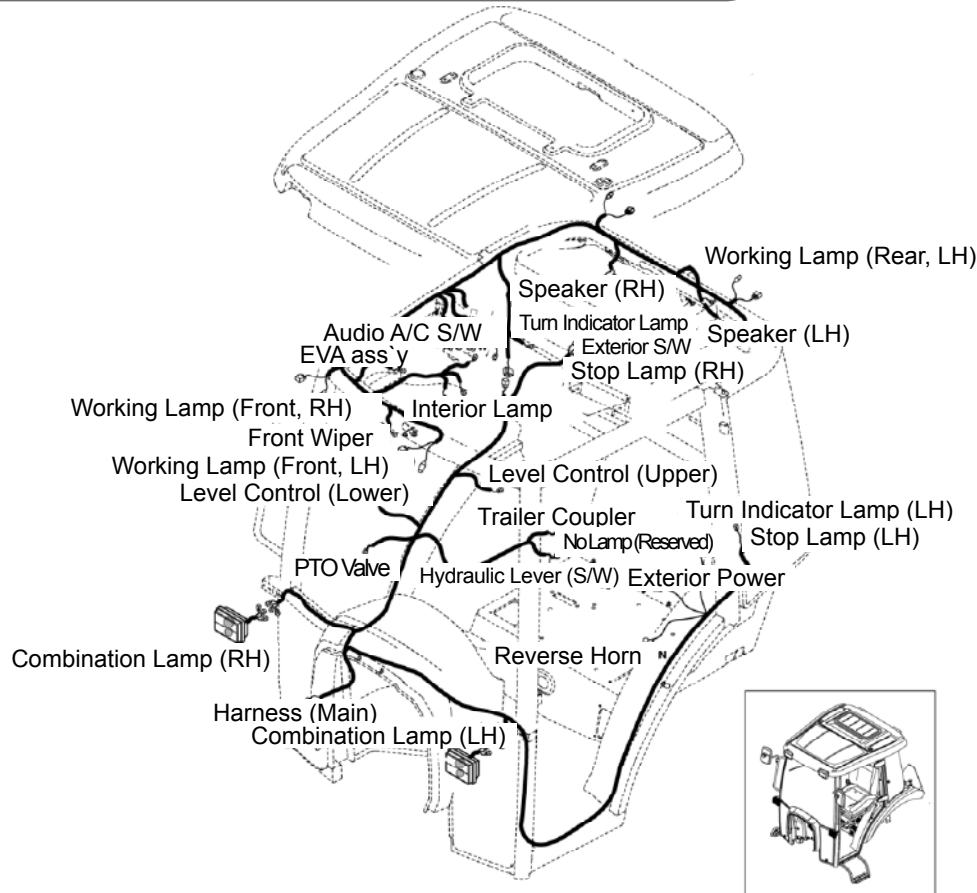 Working Lamp (Rear, LH)
Speaker (RH)
Turn Indicator Lamp
Audio A/C S/W
Speaker (LH)
Exterior S/W
EVA ass`y
Stop Lamp (RH)
Working Lamp (Front, RH)
Interior Lamp
Front Wiper
Working Lamp (Front, LH)
Level Control (Upper)
Level Control (Lower)
Trailer Coupler
Turn Indicator Lamp (LH)
No Lamp (Reserved)
Stop Lamp (LH)
PTO Valve
Hydraulic Lever (S/W)
Exterior Power
Combination Lamp (RH)
Reverse Horn
N
Harness (Main)
Combination Lamp (LH)